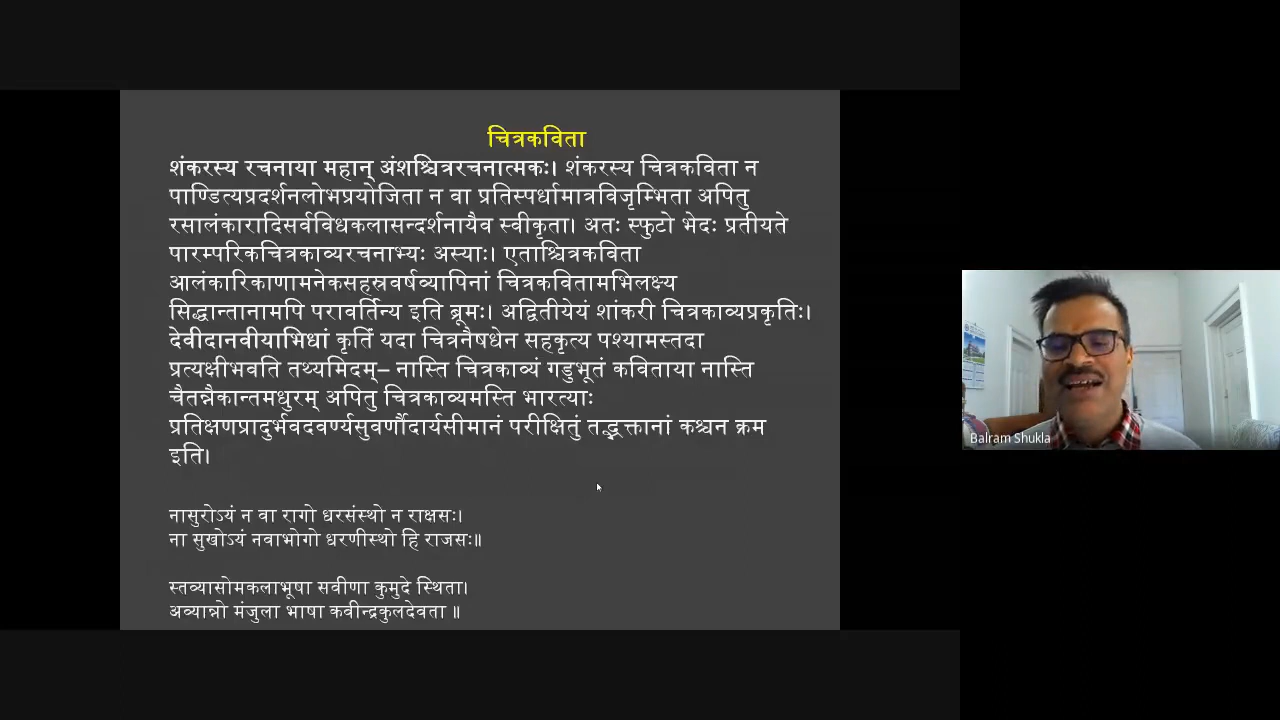 चित्रकविता
शंकरस्य रचनाया महान् अंशश्चित्ररचनात्मकः। शंकरस्य चित्रकविता न
पाण्डित्यप्रदर्शनलोभप्रयोजिता न वा प्रतिस्पर्धामात्रविजृम्भिता अपितु
रसालंकारादिसर्वविधकलासन्दर्शनायैव स्वीकृता। अतः स्फुटो भेदः प्रतीयते
पारम्परिकचित्रकाव्यरचनाभ्यः अस्याः। एताश्चित्रकविता
आलंकारिकाणामनेकसहस्रवर्षव्यापिनां चित्रकवितामभिलक्ष्य
सिद्धान्तानामपि परावर्तिन्य इति ब्रूमः। अद्वितीयेयं शांकरी चित्रकाव्यप्रकृतिः।
देवीदानवीयाभिधां कृतिं यदा चित्रनैषधेन सहकृत्य पश्यामस्तदा
प्रत्यक्षीभवति तथ्यमिदम्– नास्ति चित्रकाव्यं गडुभूतं कविताया नास्ति
चैतन्नैकान्तमधुरम् अपितु चित्रकाव्यमस्ति भारत्याः
प्रतिक्षणप्रादुर्भवदवर्ण्यसुवर्णौदार्यसीमानं परीक्षितुं तद्भक्तानां कश्चन क्रम
इति।
नासुरोऽयं न वा रागो धरसंस्थो न राक्षसः।
ना सुखोऽयं नवाभोगो धरणीस्थो हि राजसः॥
स्तव्यासोमकलाभूषा सवीणा कुमुदे स्थिता।
अव्यान्नो मंजुला भाषा कवीन्द्रकुलदेवता ॥
Balram Shukla